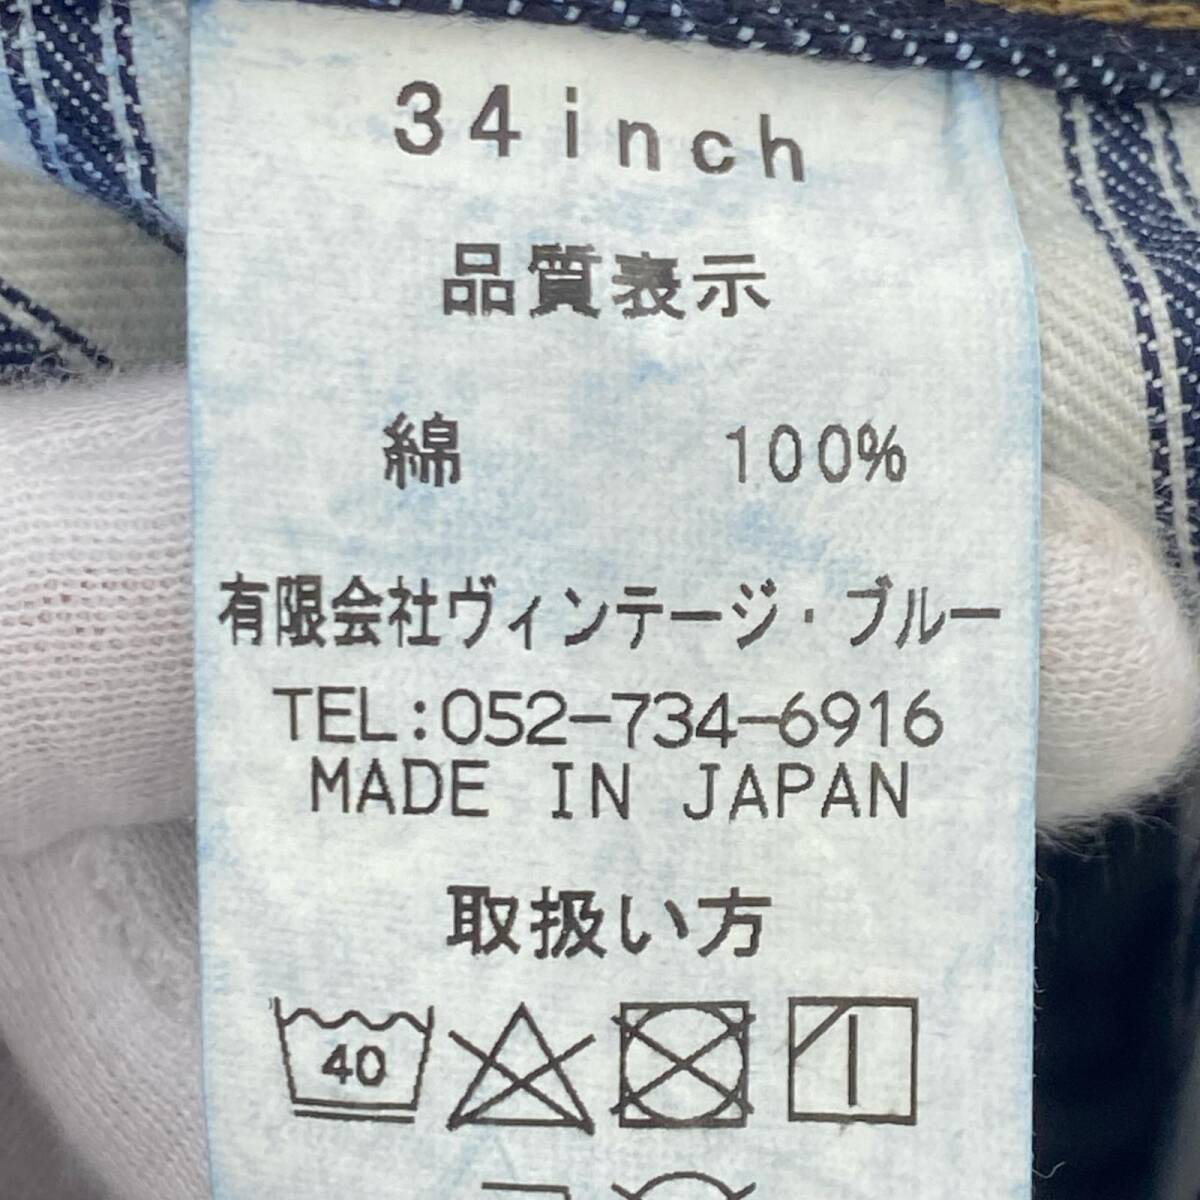 34inch
品質表示
綿 100%
有限会社ヴィンテージ・ブルー
TEL:052-734-6916
MADE IN JAPAN
取扱い方
40